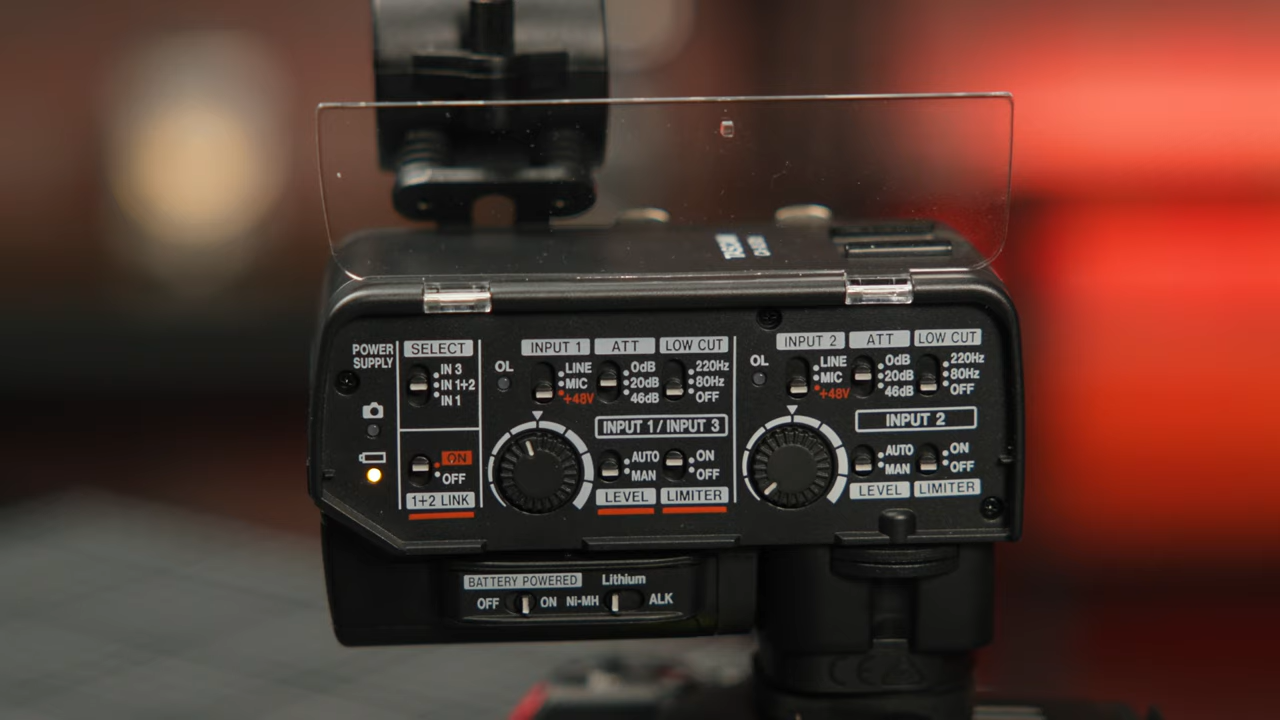 TASCAM
POWER
SUPPLY
SELECT
IN 3
IN 1+2
IN 1
ON
OFF
1+2 LINK
OL
INPUT 1
LINE
MIC
+48V
ATT
0dB
20dB
46dB
LOW CUT
220Hz
80Hz
OFF
INPUT 1 / INPUT 3
AUTO
MAN
LEVEL
ON
OFF
LIMITER
OL
INPUT 2
LINE
MIC
+48V
ATT
0dB
20dB
46dB
LOW CUT
220Hz
80Hz
OFF
INPUT 2
AUTO
MAN
LEVEL
ON
OFF
LIMITER
BATTERY POWERED
OFF
ON
Lithium
Ni-MH
ALK
CE